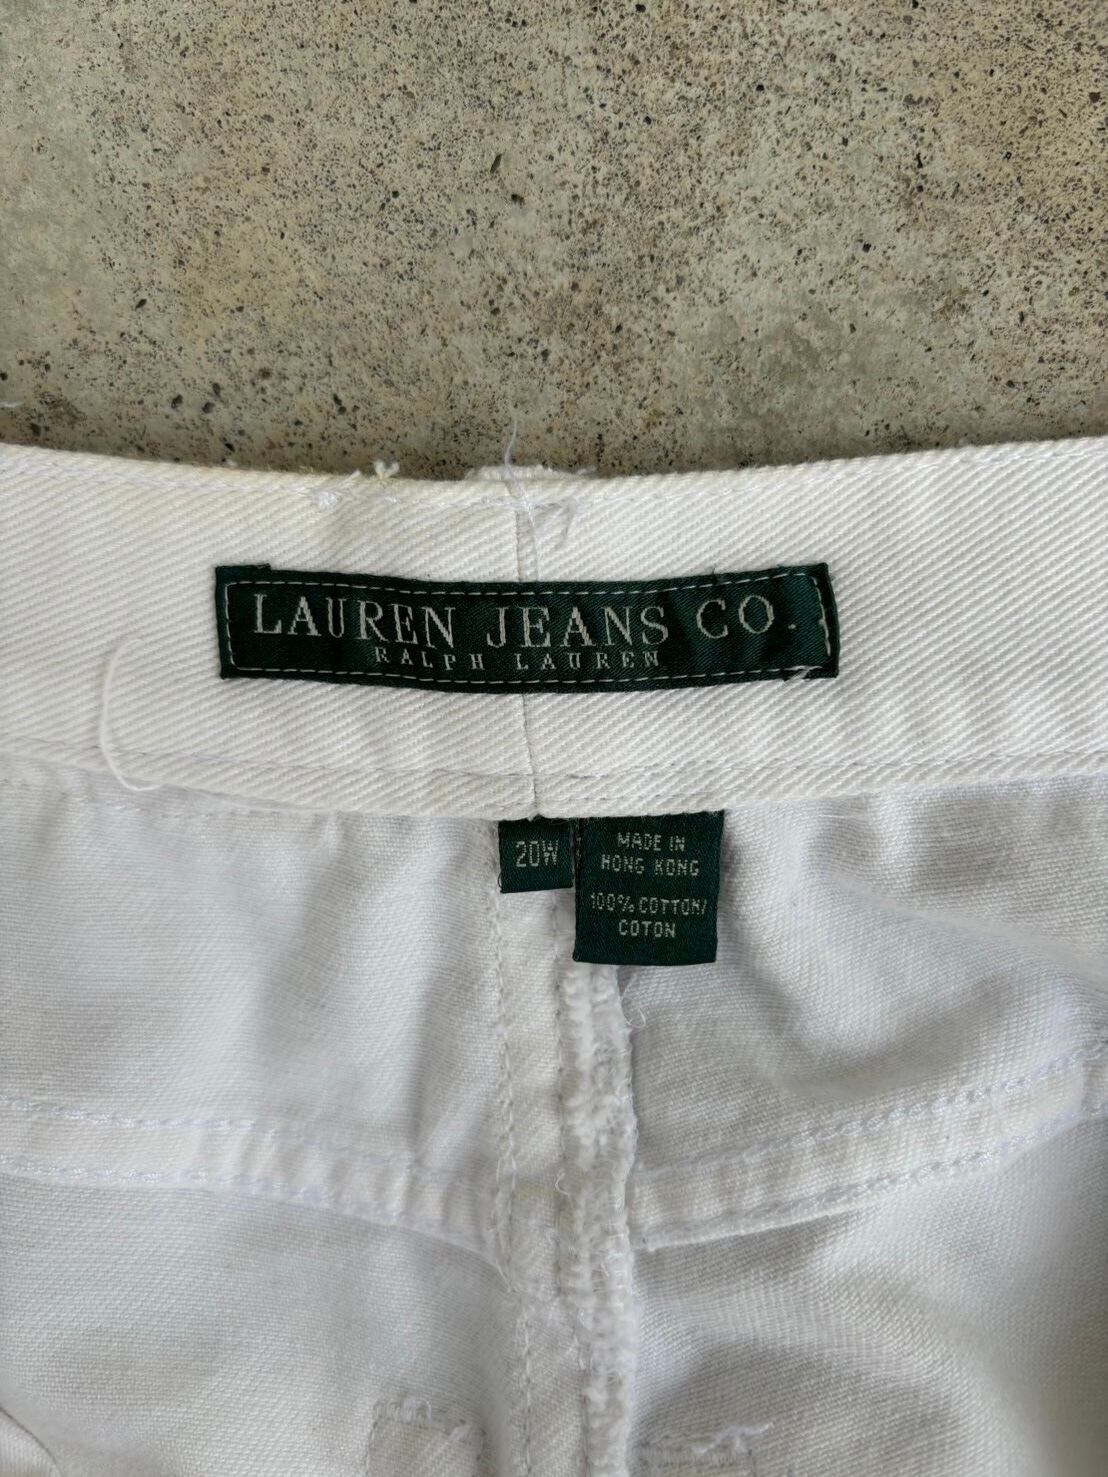 LAUREN JEANS CO.
RALPH LAUREN
20W
MADE IN
HONG KONG
100% COTTON/
COTON